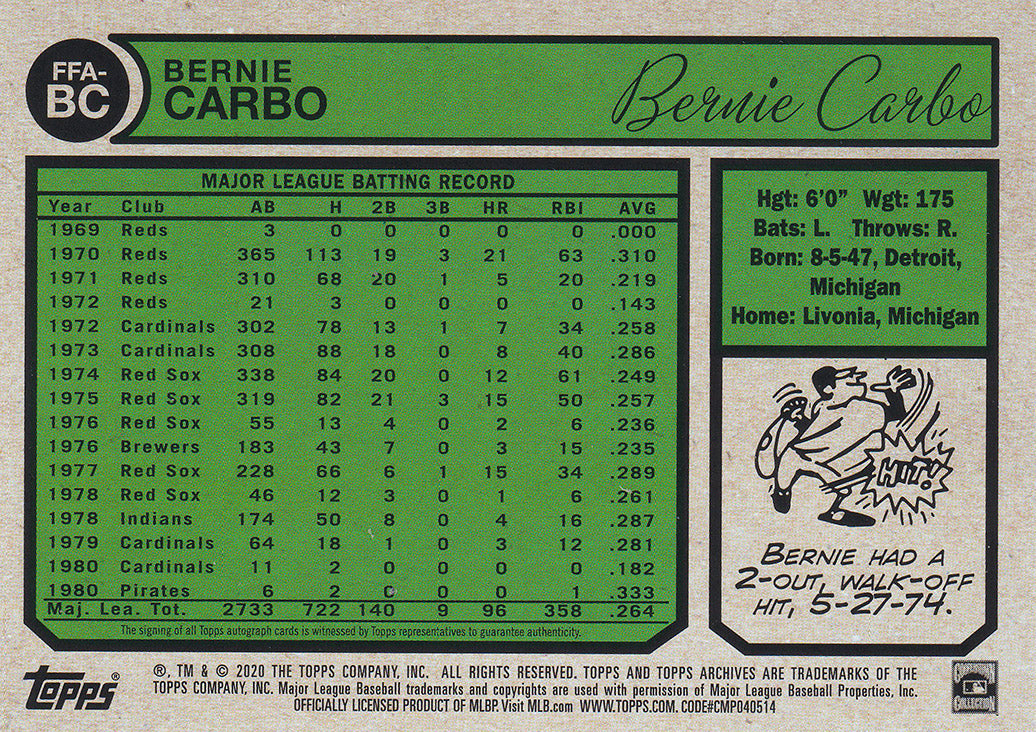 FFA-
BC
BERNIE
CARBO
Bernie Carbo
MAJOR LEAGUE BATTING RECORD
Year Club AB H 2B 3B HR RBI AVG
1969 Reds 3 0 0 0 0 0 .000
1970 Reds 365 113 19 3 21 63 .310
1971 Reds 310 68 20 1 5 20 .219
1972 Reds 21 3 0 0 0 0 .143
1972 Cardinals 302 78 13 1 7 34 .258
1973 Cardinals 308 88 18 0 8 40 .286
1974 Red Sox 338 84 20 0 12 61 .249
1975 Red Sox 319 82 21 3 15 50 .257
1976 Red Sox 55 13 4 0 2 6 .236
1976 Brewers 183 43 7 0 3 15 .235
1977 Red Sox 228 66 6 1 15 34 .289
1978 Red Sox 46 12 3 0 1 6 .261
1978 Indians 174 50 8 0 4 16 .287
1979 Cardinals 64 18 1 0 3 12 .281
1980 Cardinals 11 2 0 0 0 0 .182
1980 Pirates 6 2 0 0 0 1 .333
Maj. Lea. Tot. 2733 722 140 9 96 358 .264
The signing of all Topps autograph cards is witnessed by Topps representatives to guarantee authenticity.
Hgt: 6'0" Wgt: 175
Bats: L. Throws: R.
Born: 8-5-47, Detroit,
Michigan
Home: Livonia, Michigan
HIT!
BERNIE HAD A
2-OUT, WALK-OFF
HIT, 5-27-74.
Topps®
®, TM & © 2020 THE TOPPS COMPANY, INC. ALL RIGHTS RESERVED. TOPPS AND TOPPS ARCHIVES ARE TRADEMARKS OF THE
TOPPS COMPANY, INC. Major League Baseball trademarks and copyrights are used with permission of Major League Baseball Properties, Inc.
OFFICIALLY LICENSED PRODUCT OF MLBP. Visit MLB.com WWW.TOPPS.COM. CODE#CMP040514
COOPERSTOWN
COLLECTION